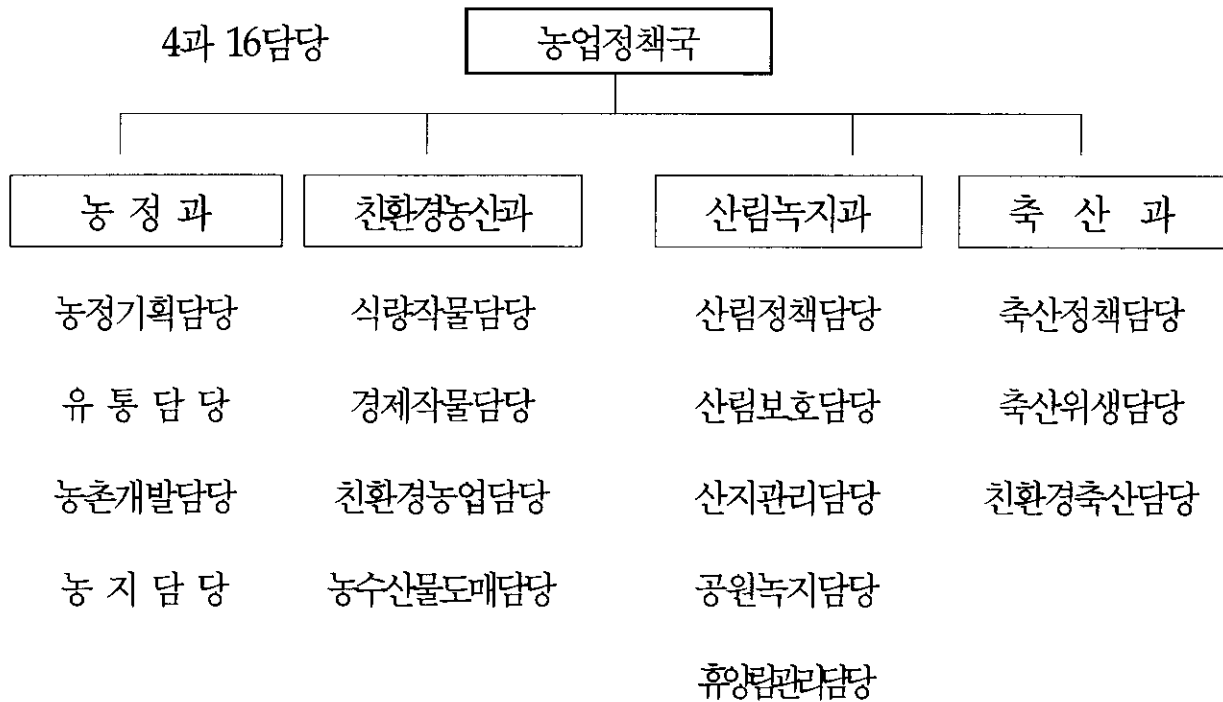 4과 16담당 농업정책국
농 정 과 친환경농산과 산림녹지과 축 산 과
농정기획담당 식량작물담당 산림정책담당 축산정책담당
유 통 담 당 경제작물담당 산림보호담당 축산위생담당
농촌개발담당 친환경농업담당 산지관리담당 친환경축산담당
농 지 담 당 농수산물도매담당 공원녹지담당
휴양림관리담당